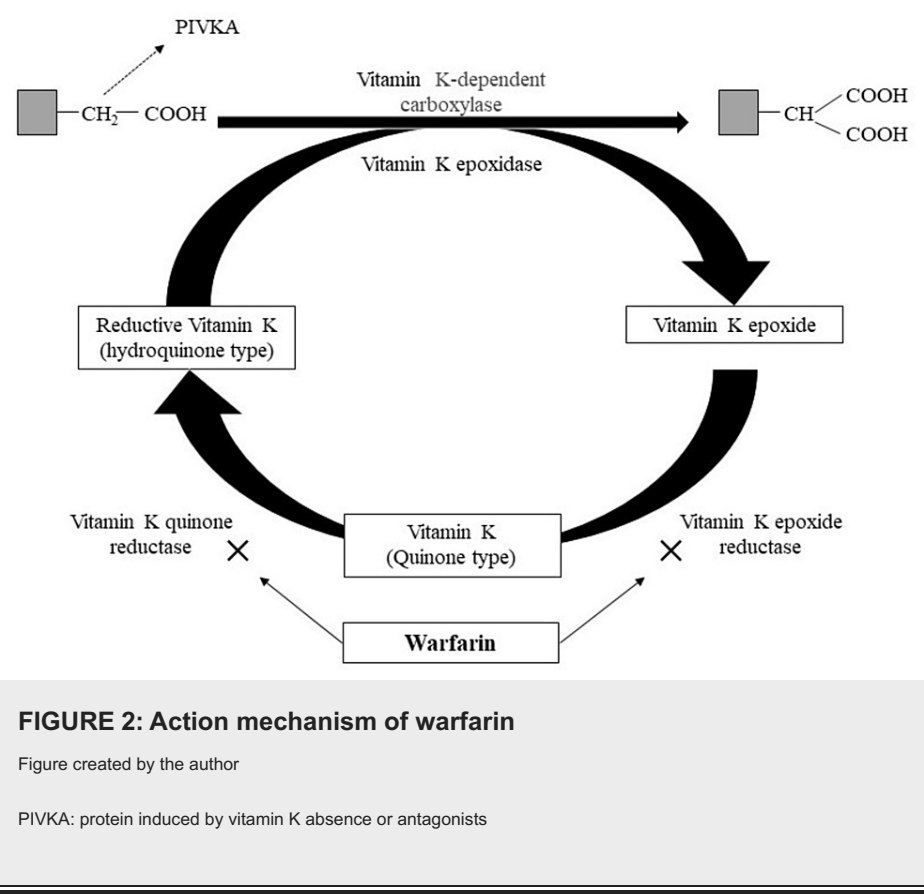 PIVKA
Vitamin K-dependent
carboxylase
CH2 COOH
CH
COOH
COOH
Vitamin K epoxidase
Reductive Vitamin K
(hydroquinone type)
Vitamin K epoxide
Vitamin K quinone
reductase
Vitamin K
(Quinone type)
Vitamin K epoxide
reductase
Warfarin
FIGURE 2: Action mechanism of warfarin
Figure created by the author
PIVKA: protein induced by vitamin K absence or antagonists